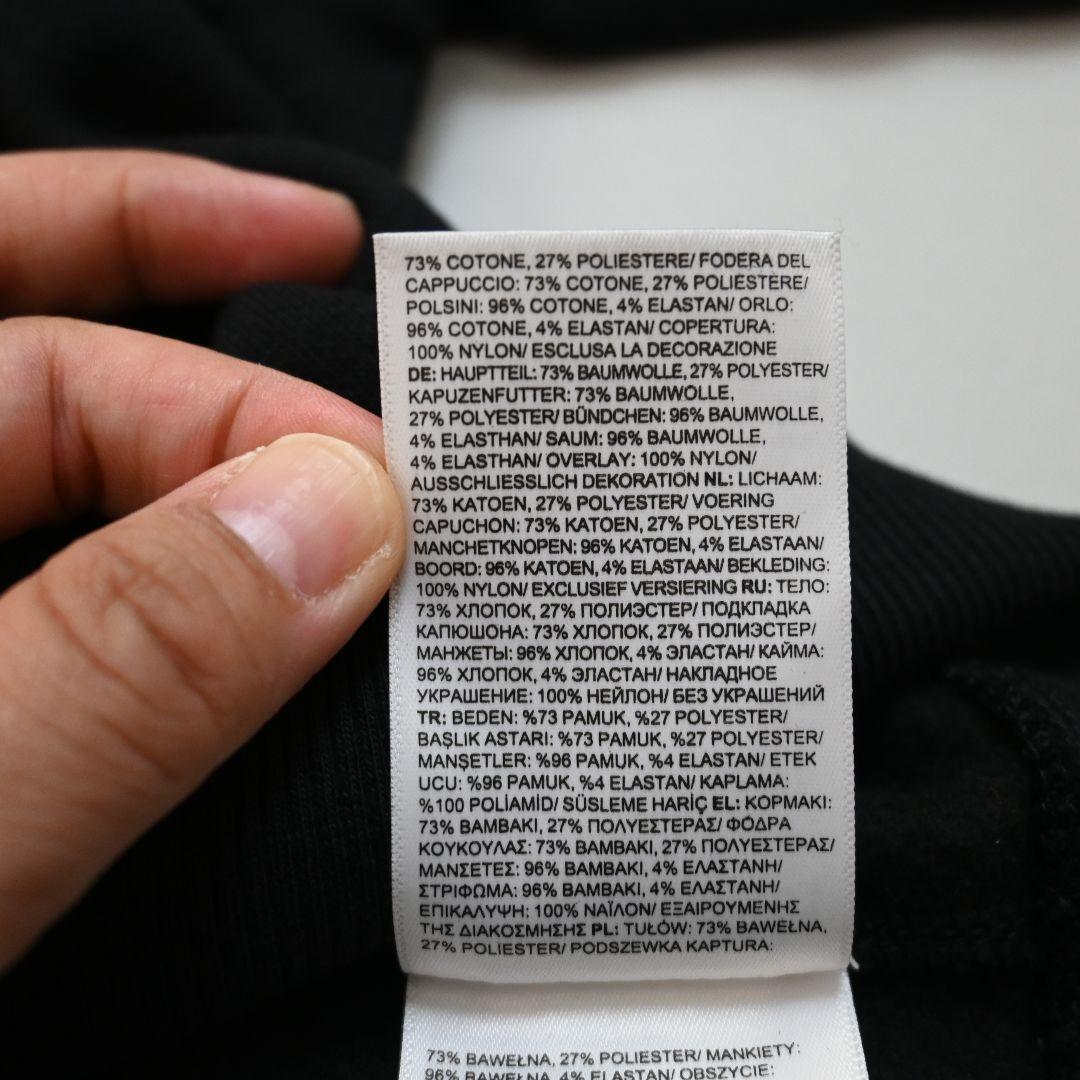 73% COTONE, 27% POLIESTERE/ FODERA DEL
CAPPUCCIO: 73% COTONE, 27% POLIESTERE/
POLSINI: 96% COTONE, 4% ELASTAN/ ORLO:
96% COTONE, 4% ELASTAN/ COPERTURA:
100% NYLON/ ESCLUSA LA DECORAZIONE
DE: HAUPTTEIL: 73% BAUMWOLLE, 27% POLYESTER/
KAPUZENFUTTER: 73% BAUMWOLLE,
27% POLYESTER/ BÜNDCHEN: 96% BAUMWOLLE,
4% ELASTHAN/ SAUM: 96% BAUMWOLLE,
4% ELASTHAN/ OVERLAY: 100% NYLON/
AUSSCHLIESSLICH DEKORATION NL: LICHAAM:
73% KATOEN, 27% POLYESTER/ VOERING
CAPUCHON: 73% KATOEN, 27% POLYESTER/
MANCHETKNOPEN: 96% KATOEN, 4% ELASTAAN/
BOORD: 96% KATOEN, 4% ELASTAAN/ BEKLEDING:
100% NYLON/ EXCLUSIEF VERSIERING RU: ТЕЛО:
73% ХЛОПОК, 27% ПОЛИЭСТЕР/ ПОДКЛАДКА
КАПЮШОНА: 73% ХЛОПОК, 27% ПОЛИЭСТЕР/
МАНЖЕТЫ: 96% ХЛОПОК, 4% ЭЛАСТАН/ КАЙМА:
96% ХЛОПОК, 4% ЭЛАСТАН/ НАКЛАДНОЕ
УКРАШЕНИЕ: 100% НЕЙЛОН/ БЕЗ УКРАШЕНИЙ
TR: BEDEN: %73 PAMUK, %27 POLYESTER/
BAŞLIK ASTARI: %73 PAMUK, %27 POLYESTER/
MANŞETLER: %96 PAMUK, %4 ELASTAN/ ETEK
UCU: %96 PAMUK, %4 ELASTAN/ KAPLAMA:
%100 POLİAMİD/ SÜSLEME HARİÇ EL: ΚΟΡΜΑΚΙ:
73% ΒΑΜΒΑΚΙ, 27% ΠΟΛΥΕΣΤΕΡΑΣ/ ΦΟΔΡΑ
ΚΟΥΚΟΥΛΑΣ: 73% ΒΑΜΒΑΚΙ, 27% ΠΟΛΥΕΣΤΕΡΑΣ/
ΜΑΝΣΕΤΕΣ: 96% ΒΑΜΒΑΚΙ, 4% ΕΛΑΣΤΑΝΗ/
ΣΤΡΙΦΩΜΑ: 96% ΒΑΜΒΑΚΙ, 4% ΕΛΑΣΤΑΝΗ/
ΕΠΙΚΑΛΥΨΗ: 100% ΝΑΪΛΟΝ/ ΕΞΑΙΡΟΥΜΕΝΗΣ
ΤΗΣ ΔΙΑΚΟΣΜΗΣΗΣ PL: TUŁÓW: 73% BAWEŁNA,
27% POLIESTER/ PODSZEWKA KAPTURA:
73% BAWEŁNA, 27% POLIESTER/ MANKIETY:
96% BAWEŁNA, 4% ELASTAN/ OBSZYCIE: